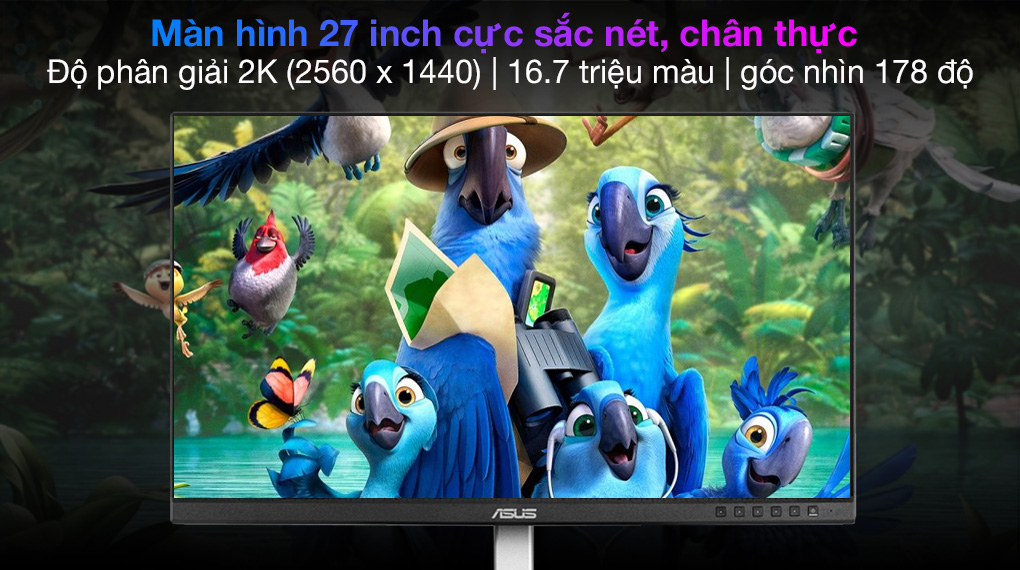 Màn hình 27 inch cực sắc nét, chân thực
Độ phân giải 2K (2560 x 1440) | 16.7 triệu màu | góc nhìn 178 độ
ASUS